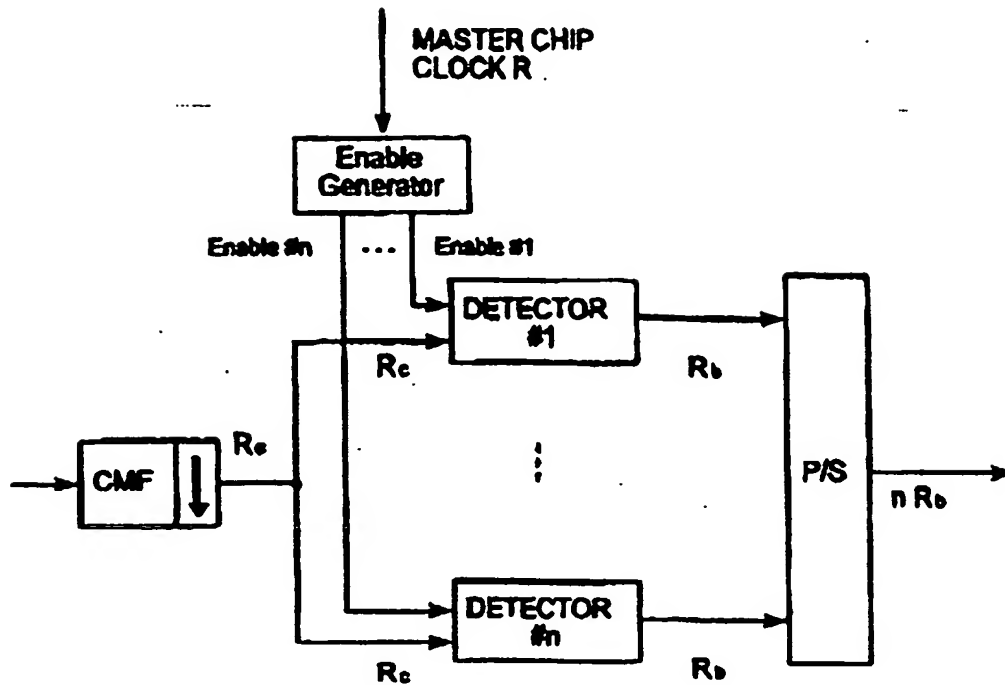 MASTER CHIP
CLOCK R
Enable
Generator
Enable #n
...
Enable #1
DETECTOR
#1
Rc
Rb
CMF
Rc
P/S
n Rb
DETECTOR
#n
Rc
Rb